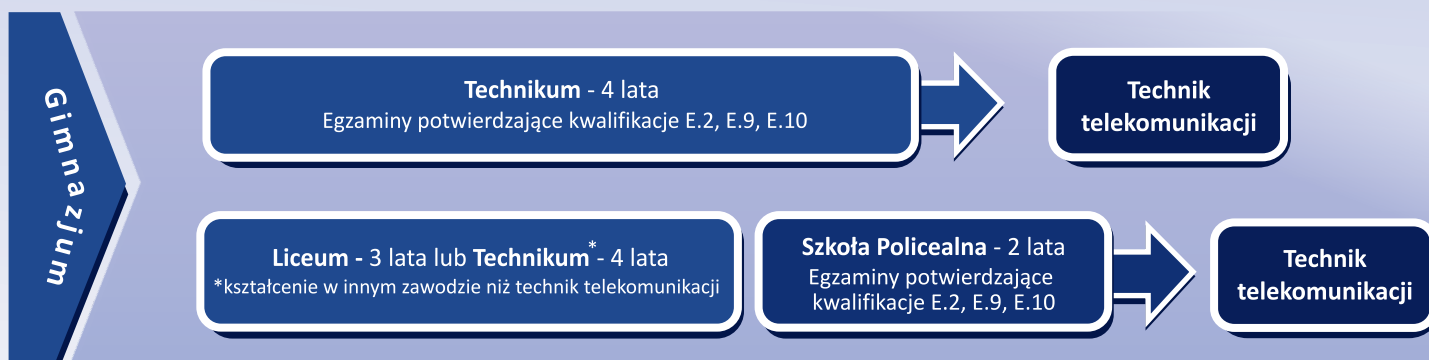 Gimnazjum
Technikum - 4 lata
Egzaminy potwierdzające kwalifikacje E.2, E.9, E.10
Technik
telekomunikacji
Liceum - 3 lata lub Technikum* - 4 lata
*kształcenie w innym zawodzie niż technik telekomunikacji
Szkoła Policealna - 2 lata
Egzaminy potwierdzające
kwalifikacje E.2, E.9, E.10
Technik
telekomunikacji